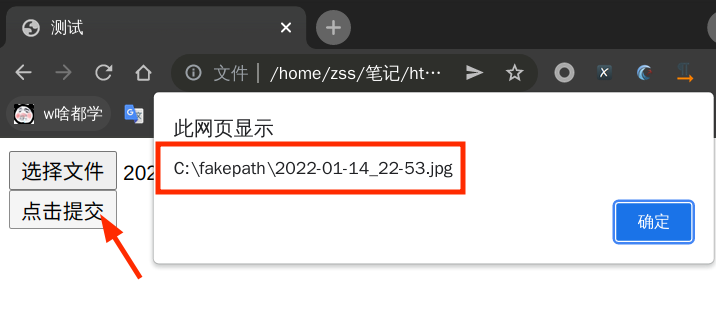 测试
文件 | /home/zss/笔记/ht…
w啥都学
此网页显示
C:\fakepath\2022-01-14_22-53.jpg
选择文件 202
点击提交
确定